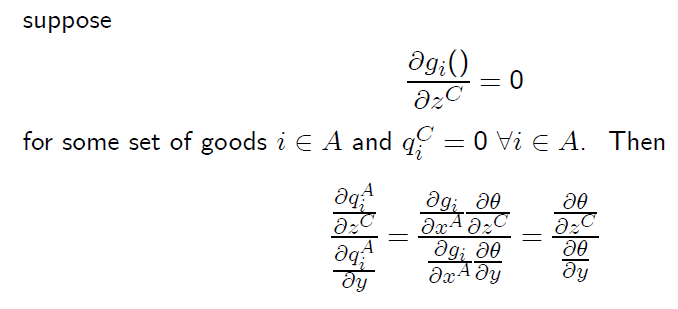 suppose
∂g_i()/∂z^C = 0
for some set of goods i ∈ A and q_i^C = 0 ∀i ∈ A. Then
(∂q_i^A/∂z^C)/(∂q_i^A/∂y) = (∂g_i/∂x^A ∂θ/∂z^C)/(∂g_i/∂x^A ∂θ/∂y) = (∂θ/∂z^C)/(∂θ/∂y)